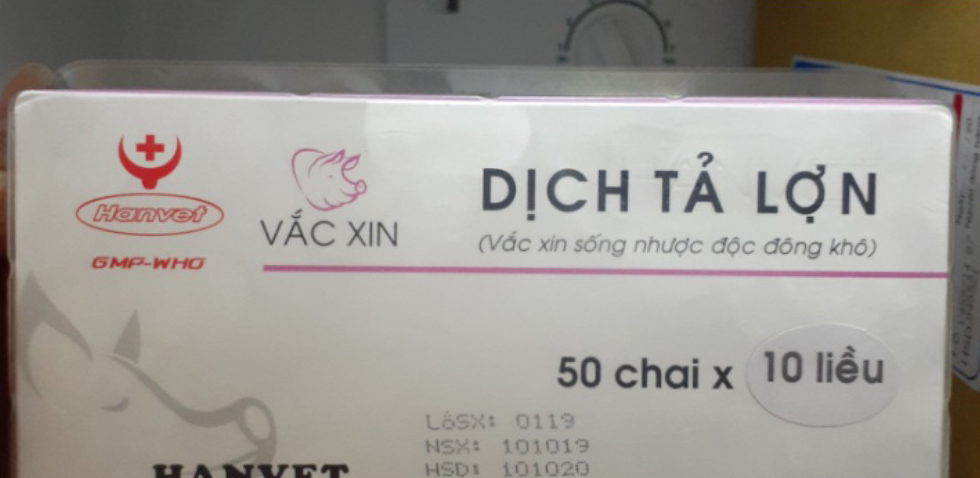 Hanvet
GMP-WHO
VẮC XIN
DỊCH TẢ LỢN
(Vắc xin sống nhược độc đông khô)
50 chai x 10 liều
LôSX: 0119
NSX: 101019
HSD: 101020
HANVET